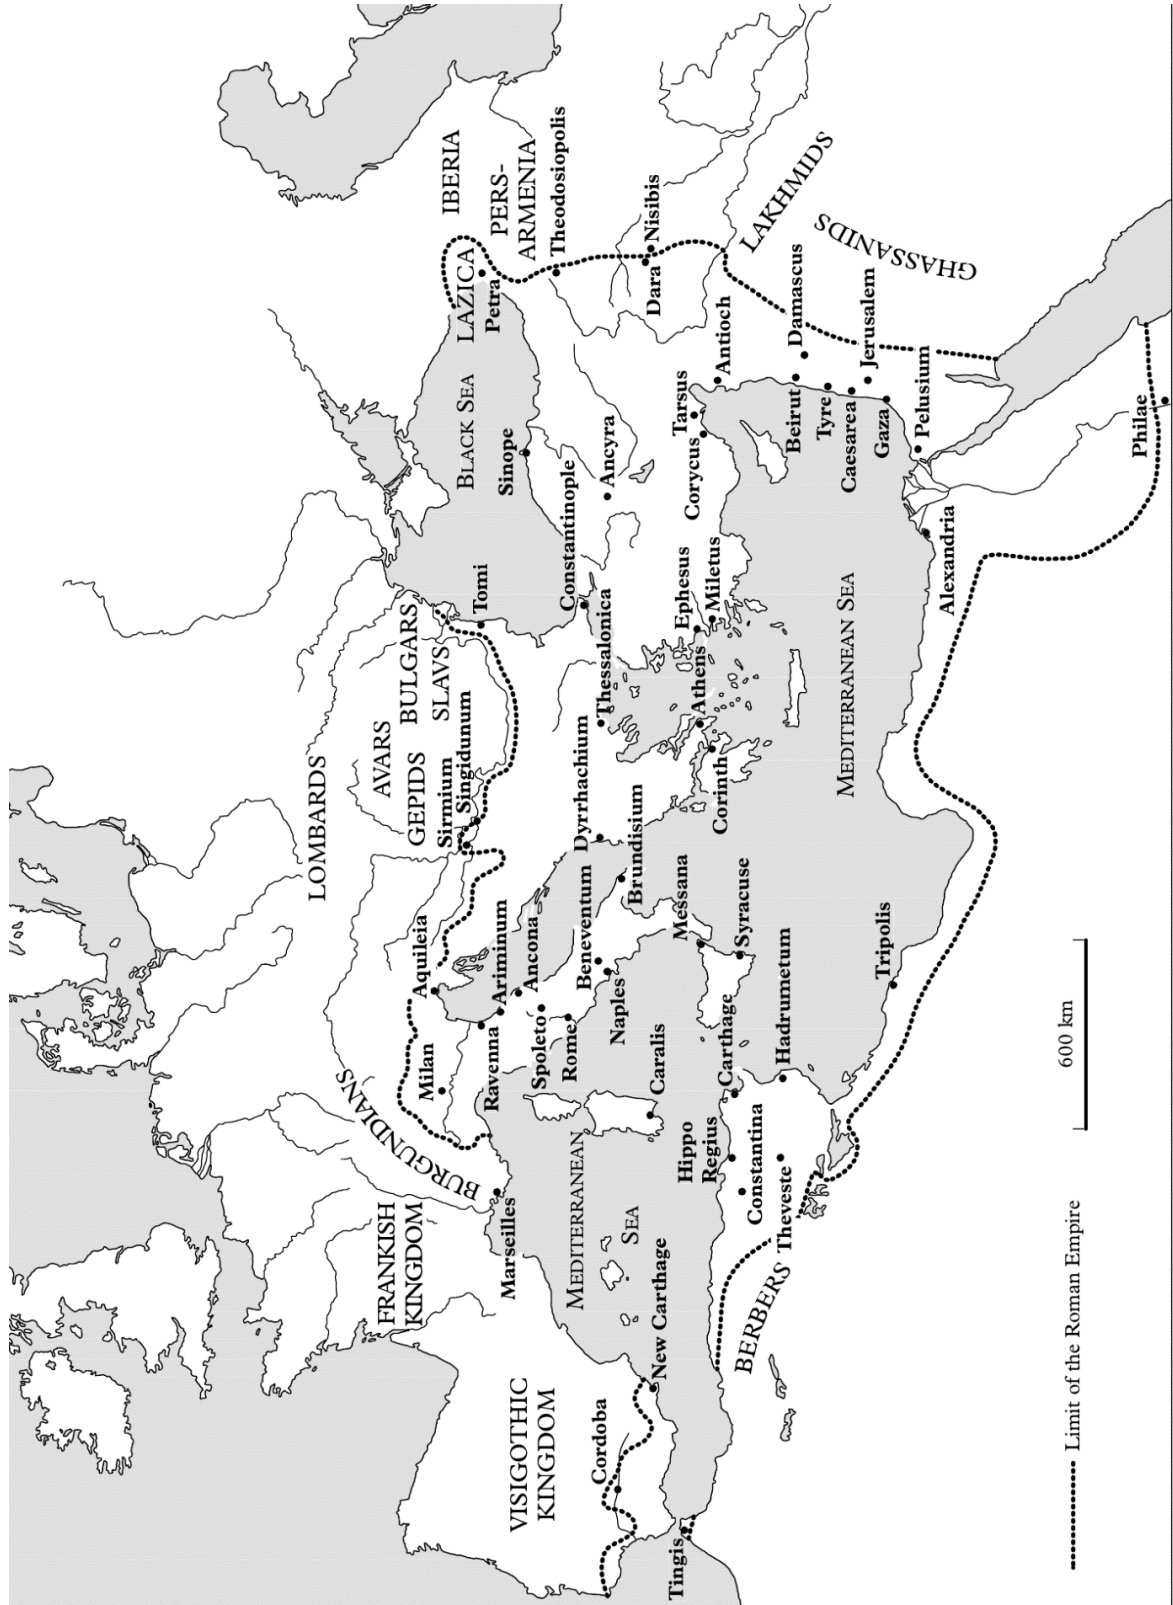 LOMBARDS
AVARS
BULGARS
SLAVS
GEPIDS
Sirmium
Singidunum
FRANKISH
KINGDOM
BURGUNDIANS
VISIGOTHIC
KINGDOM
Cordoba
New Carthage
Tingis
Marseilles
Milan
Aquileia
Ravenna
Ariminum
Ancona
Spoleto
Rome
Beneventum
Naples
Brundisium
Dyrrhachium
Thessalonica
Constantinople
Tomi
BLACK SEA
Sinope
LAZICA
Petra
IBERIA
PERS-
ARMENIA
Theodosiopolis
Ancyra
Dara
Nisibis
MEDITERRANEAN
SEA
Caralis
Messana
Syracuse
Corinth
Athens
Ephesus
Miletus
Corycus
Tarsus
Antioch
LAKHMIDS
GHASSANIDS
Hippo
Regius
Carthage
Constantina
Theveste
Hadrumetum
BERBERS
MEDITERRANEAN SEA
Beirut
Damascus
Tyre
Caesarea
Jerusalem
Gaza
Pelusium
Tripolis
Alexandria
Philae
Limit of the Roman Empire
600 km